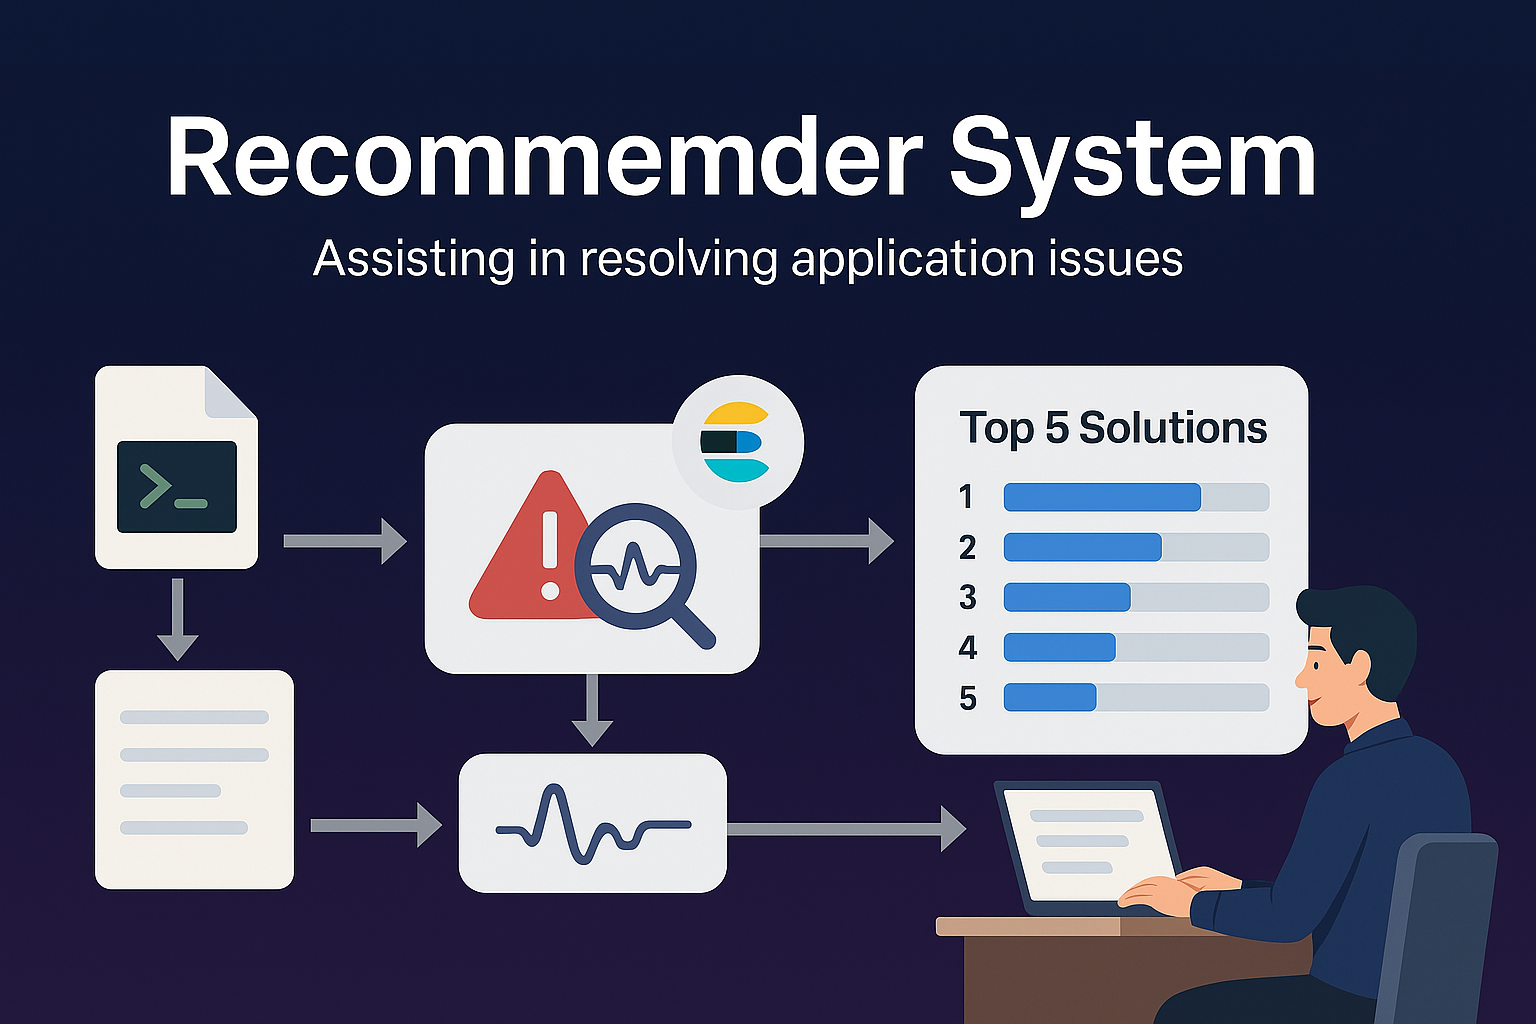 Recommemder System
Assisting in resolving application issues
>_
Top 5 Solutions
1
2
3
4
5